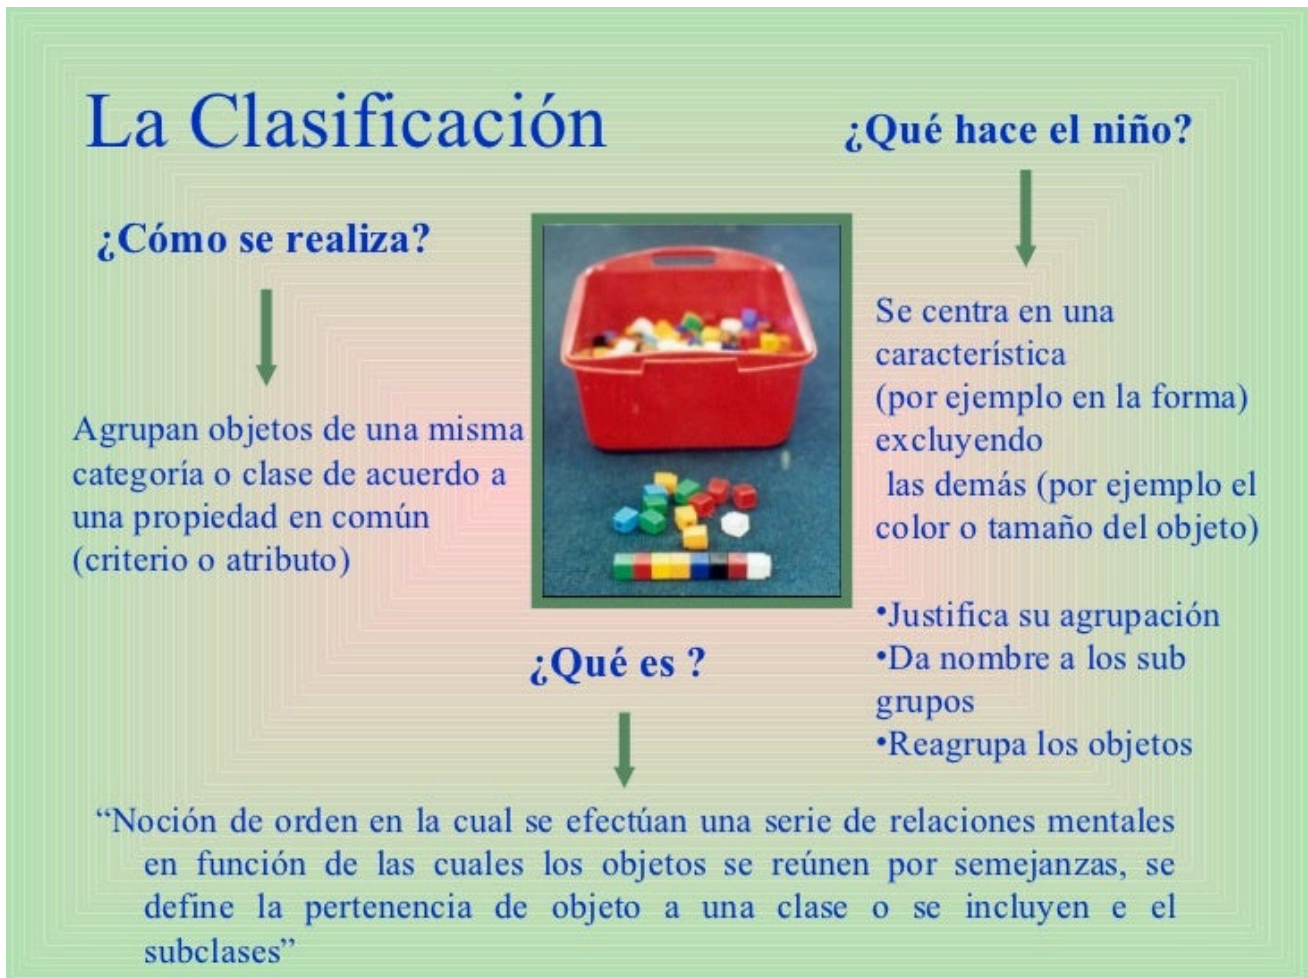 La Clasificación
¿Qué hace el niño?
¿Cómo se realiza?
Se centra en una
característica
(por ejemplo en la forma)
excluyendo
las demás (por ejemplo el
color o tamaño del objeto)
Agrupan objetos de una misma
categoría o clase de acuerdo a
una propiedad en común
(criterio o atributo)
•Justifica su agrupación
•Da nombre a los sub
grupos
•Reagrupa los objetos
¿Qué es ?
“Noción de orden en la cual se efectúan una serie de relaciones mentales
en función de las cuales los objetos se reúnen por semejanzas, se
define la pertenencia de objeto a una clase o se incluyen e el
subclases”